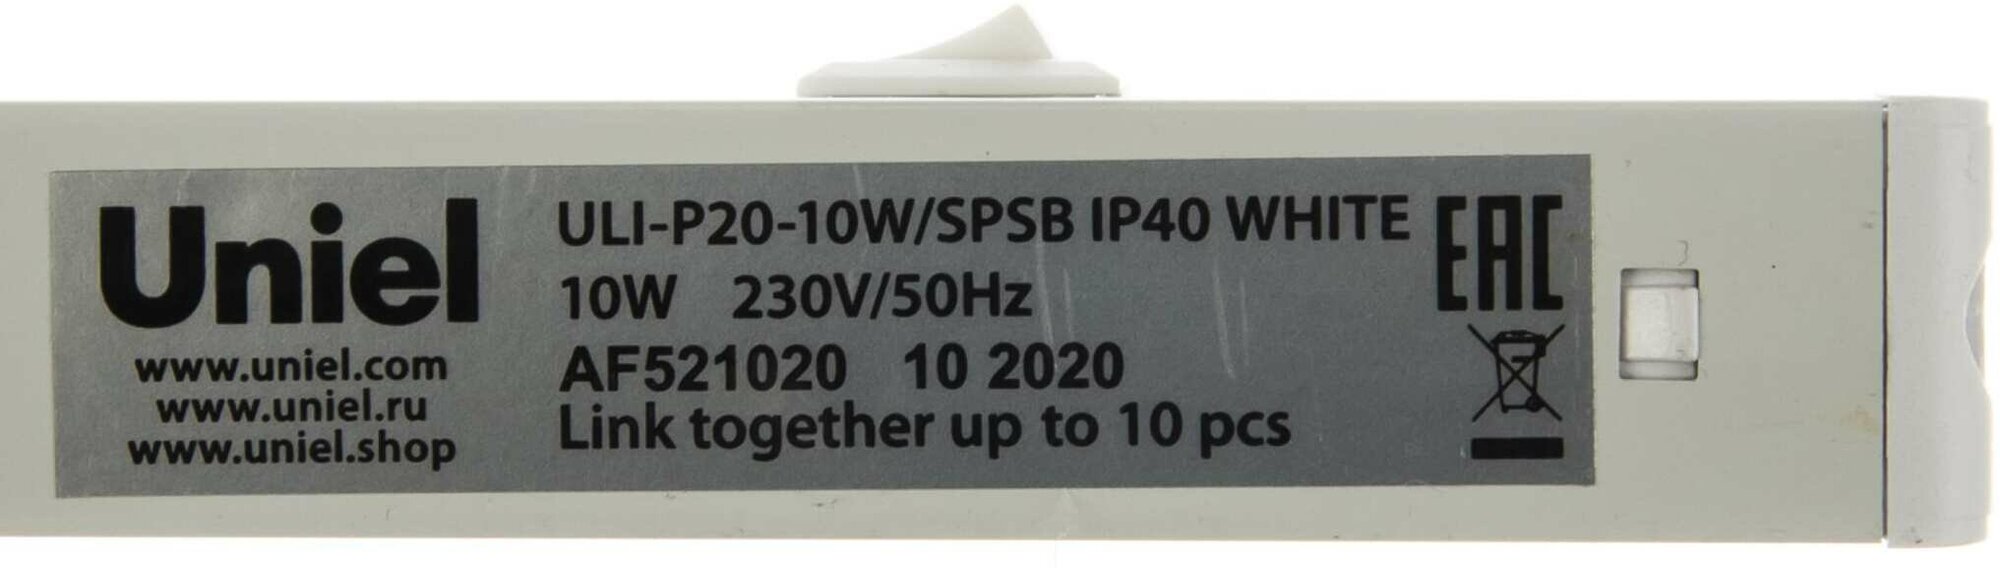 Uniel
www.uniel.com
www.uniel.ru
www.uniel.shop
ULI-P20-10W/SPSB IP40 WHITE
10W 230V/50Hz
AF521020 10 2020
Link together up to 10 pcs
EAC